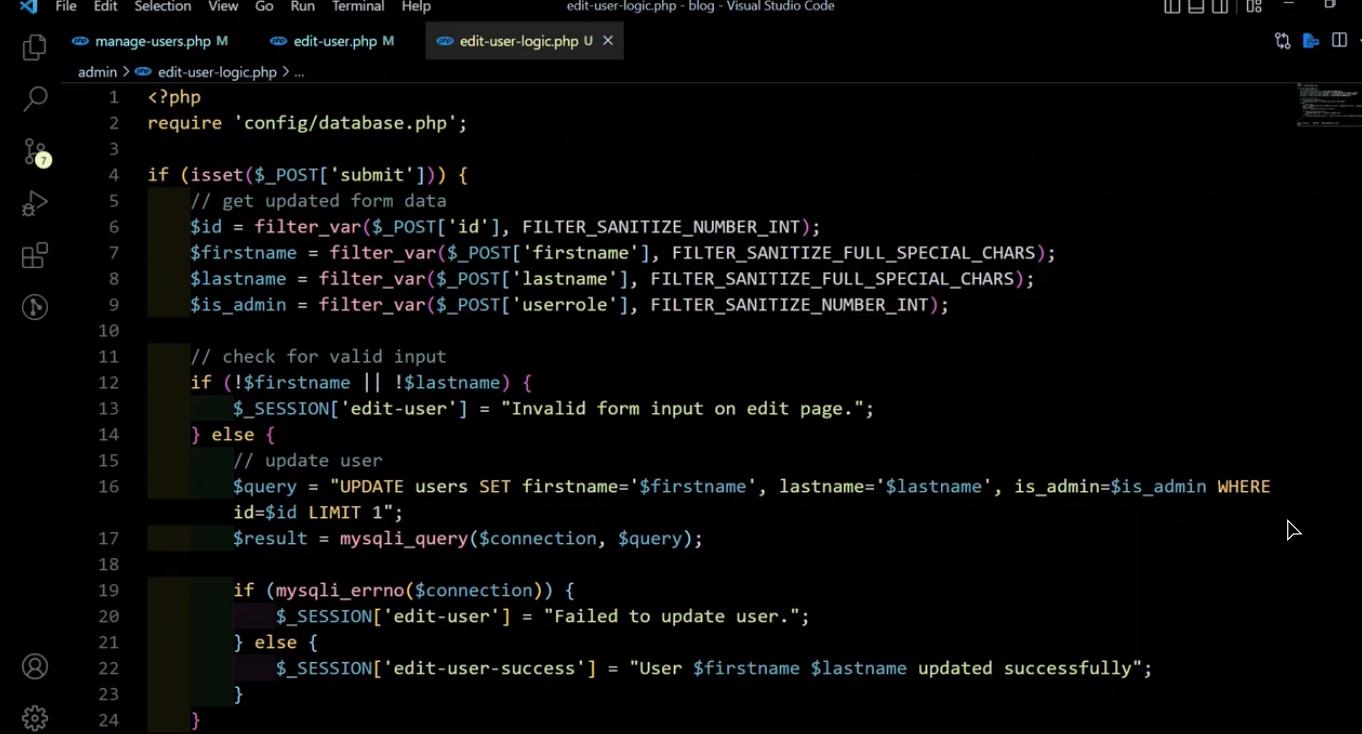 File Edit Selection View Go Run Terminal Help edit-user-logic.php - blog - Visual Studio Code
manage-users.php M edit-user.php M edit-user-logic.php U ×
admin > edit-user-logic.php > ...
1 <?php
2 require 'config/database.php';
3
4 if (isset($_POST['submit'])) {
5 // get updated form data
6 $id = filter_var($_POST['id'], FILTER_SANITIZE_NUMBER_INT);
7 $firstname = filter_var($_POST['firstname'], FILTER_SANITIZE_FULL_SPECIAL_CHARS);
8 $lastname = filter_var($_POST['lastname'], FILTER_SANITIZE_FULL_SPECIAL_CHARS);
9 $is_admin = filter_var($_POST['userrole'], FILTER_SANITIZE_NUMBER_INT);
10
11 // check for valid input
12 if (!$firstname || !$lastname) {
13 $_SESSION['edit-user'] = "Invalid form input on edit page.";
14 } else {
15 // update user
16 $query = "UPDATE users SET firstname='$firstname', lastname='$lastname', is_admin=$is_admin WHERE
id=$id LIMIT 1";
17 $result = mysqli_query($connection, $query);
18
19 if (mysqli_errno($connection)) {
20 $_SESSION['edit-user'] = "Failed to update user.";
21 } else {
22 $_SESSION['edit-user-success'] = "User $firstname $lastname updated successfully";
23 }
24 }
7